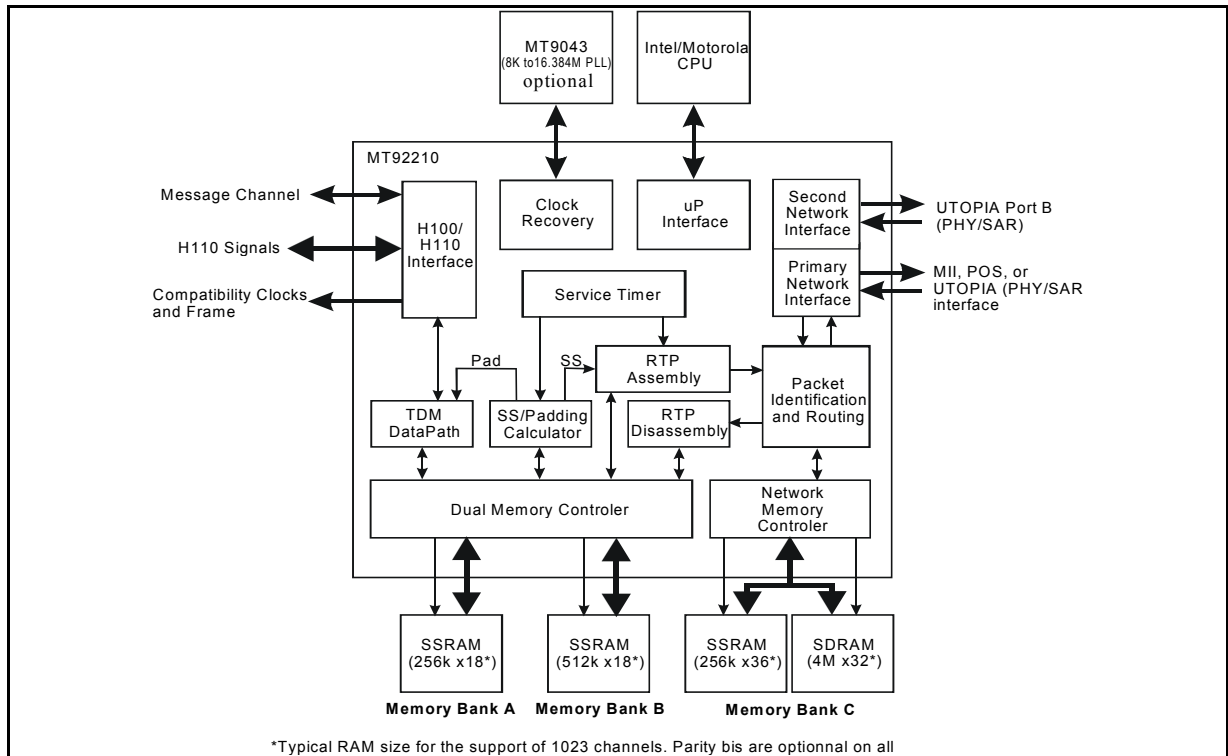 MT9043
(8K to16.384M PLL)
optional
Intel/Motorola
CPU
MT92210
Message Channel
H110 Signals
Compatibility Clocks
and Frame
H100/
H110
Interface
Clock
Recovery
uP
Interface
Second
Network
Interface
Primary
Network
Interface
UTOPIA Port B
(PHY/SAR)
MII, POS, or
UTOPIA (PHY/SAR
interface
Service Timer
Pad
SS
RTP
Assembly
Packet
Identification
and Routing
TDM
DataPath
SS/Padding
Calculator
RTP
Disassembly
Dual Memory Controler
Network
Memory
Controler
SSRAM
(256k x18*)
SSRAM
(512k x18*)
SSRAM
(256k x36*)
SDRAM
(4M x32*)
Memory Bank A
Memory Bank B
Memory Bank C
*Typical RAM size for the support of 1023 channels. Parity bis are optionnal on all